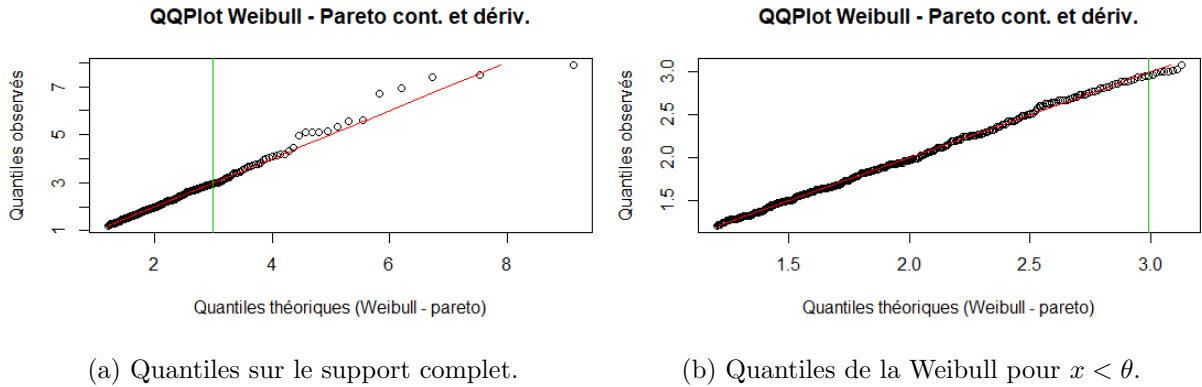 QQPlot Weibull - Pareto cont. et dériv.
Quantiles observés
7
5
3
1
2
4
6
8
Quantiles théoriques (Weibull - pareto)
(a) Quantiles sur le support complet.
QQPlot Weibull - Pareto cont. et dériv.
Quantiles observés
3.0
2.5
2.0
1.5
1.5
2.0
2.5
3.0
Quantiles théoriques (Weibull - pareto)
(b) Quantiles de la Weibull pour x < θ.